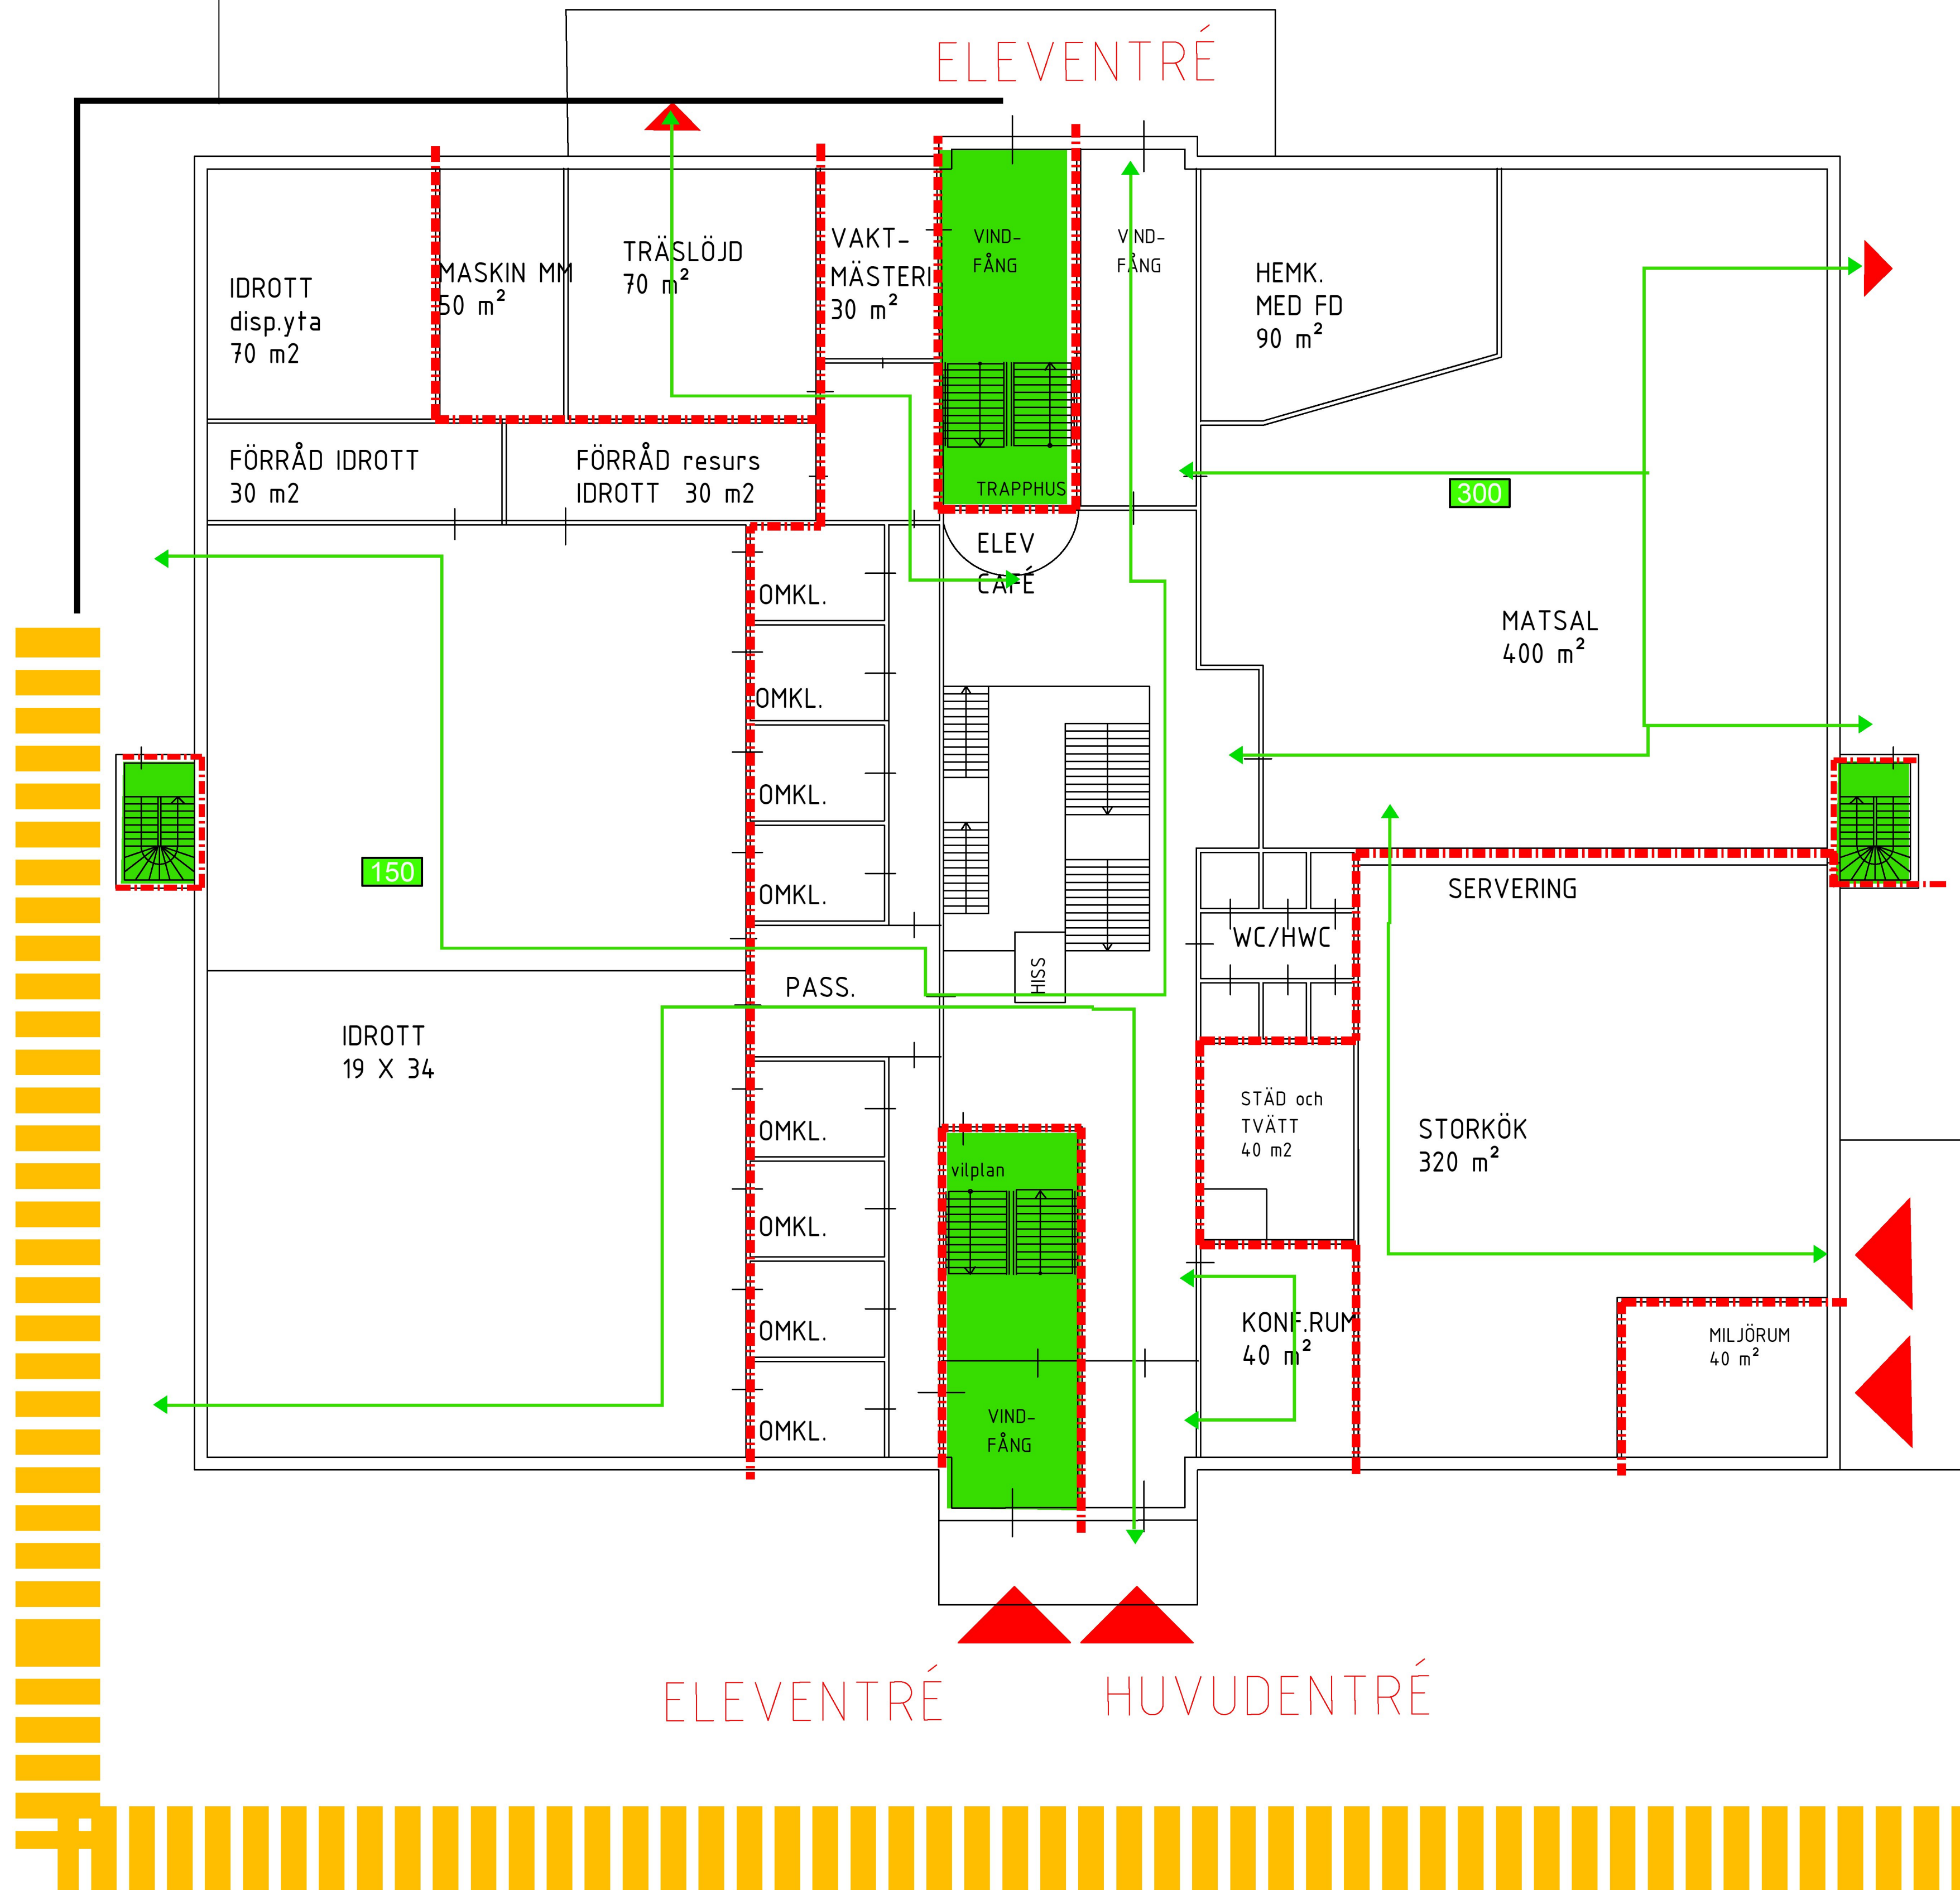 ELEVENTRÉ
IDROTT
disp.yta
70 m2
MASKIN MM
50 m²
TRÄSLÖJD
70 m²
VAKT-
MÄSTERI
30 m²
VIND-
FÅNG
VIND-
FÅNG
HEMK.
MED FD
90 m²
FÖRRÅD IDROTT
30 m2
FÖRRÅD resurs
IDROTT 30 m2
TRAPPHUS
ELEV
CAFÉ
300
OMKL.
OMKL.
OMKL.
OMKL.
MATSAL
400 m²
150
SERVERING
WC/HWC
HISS
PASS.
IDROTT
19 X 34
STÄD och
TVÄTT
40 m2
STORKÖK
320 m²
OMKL.
OMKL.
OMKL.
OMKL.
vilplan
KONF.RUM
40 m²
MILJÖRUM
40 m²
VIND-
FÅNG
ELEVENTRÉ
HUVUDENTRÉ